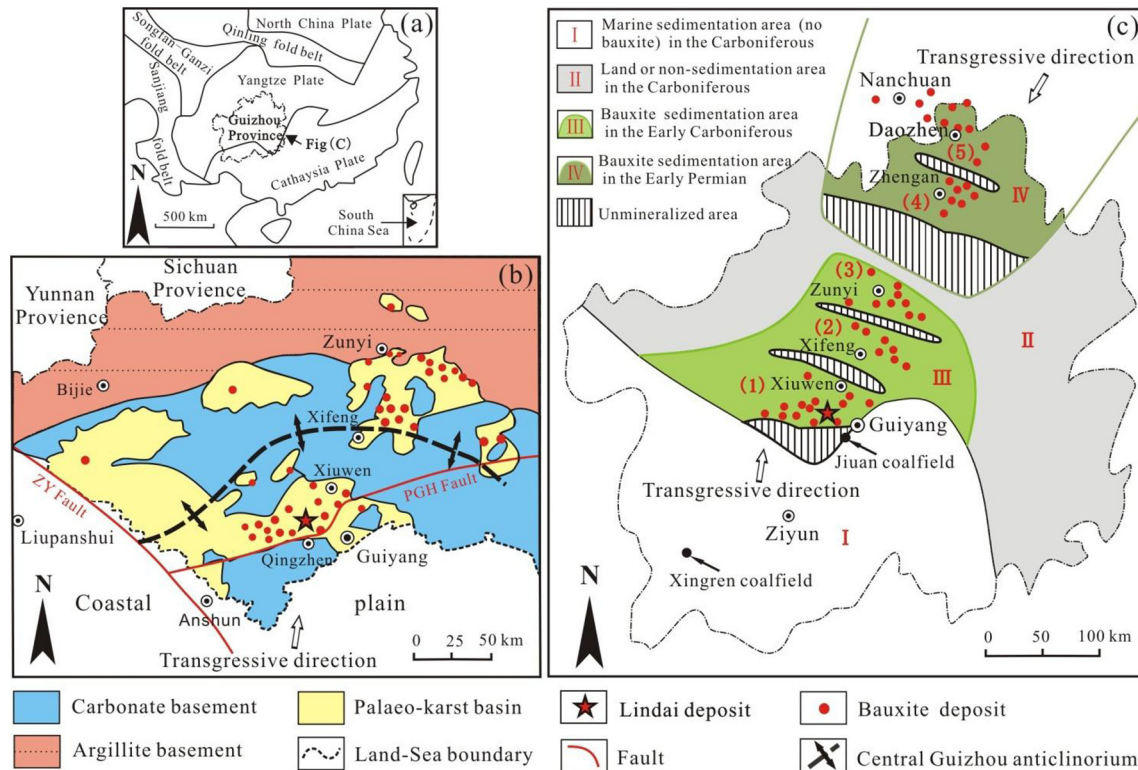 (a)
North China Plate
Qinling fold belt
Songfan-Ganzi
fold belt
Sanjiang
fold belt
Yangtze Plate
Guizhou
Province
Fig (C)
Cathaysia Plate
N
500 km
South
China Sea
(b)
Sichuan
Provience
Yunnan
Provience
Zunyi
Bijie
Xifeng
Xiuwen
ZY Fault
PGH Fault
Liupanshui
Qingzhen
Guiyang
N
Coastal
plain
Anshun
0 25 50 km
Transgressive direction
(c)
I
Marine sedimentation area (no
bauxite) in the Carboniferous
II
Land or non-sedimentation area
in the Carboniferous
III
Bauxite sedimentation area
in the Early Carboniferous
IV
Bauxite sedimentation area
in the Early Permian
Unmineralized area
Transgressive direction
Nanchuan
Daozhen
(5)
Zhengan
(4)
IV
(3)
Zunyi
(2)
Xifeng
II
(1)
Xiuwen
III
Guiyang
Jiuan coalfield
Transgressive direction
Ziyun
I
Xingren coalfield
N
0 50 100 km
Carbonate basement
Palaeo-karst basin
Lindai deposit
Bauxite deposit
Argillite basement
Land-Sea boundary
Fault
Central Guizhou anticlinorium